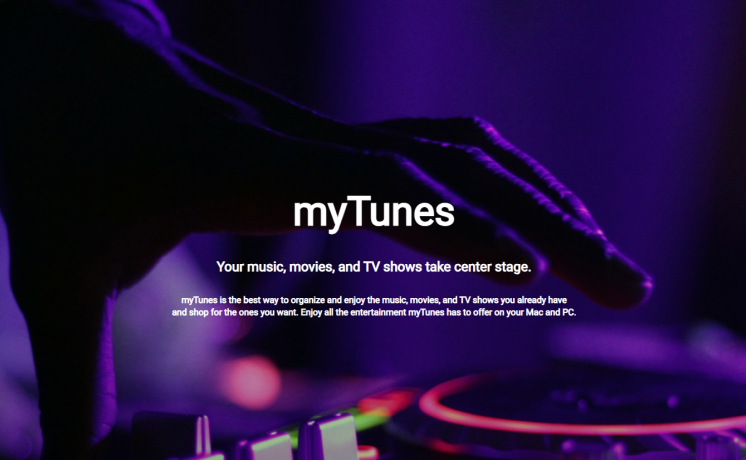 myTunes
Your music, movies, and TV shows take center stage.
myTunes is the best way to organize and enjoy the music, movies, and TV shows you already have
and shop for the ones you want. Enjoy all the entertainment myTunes has to offer on your Mac and PC.